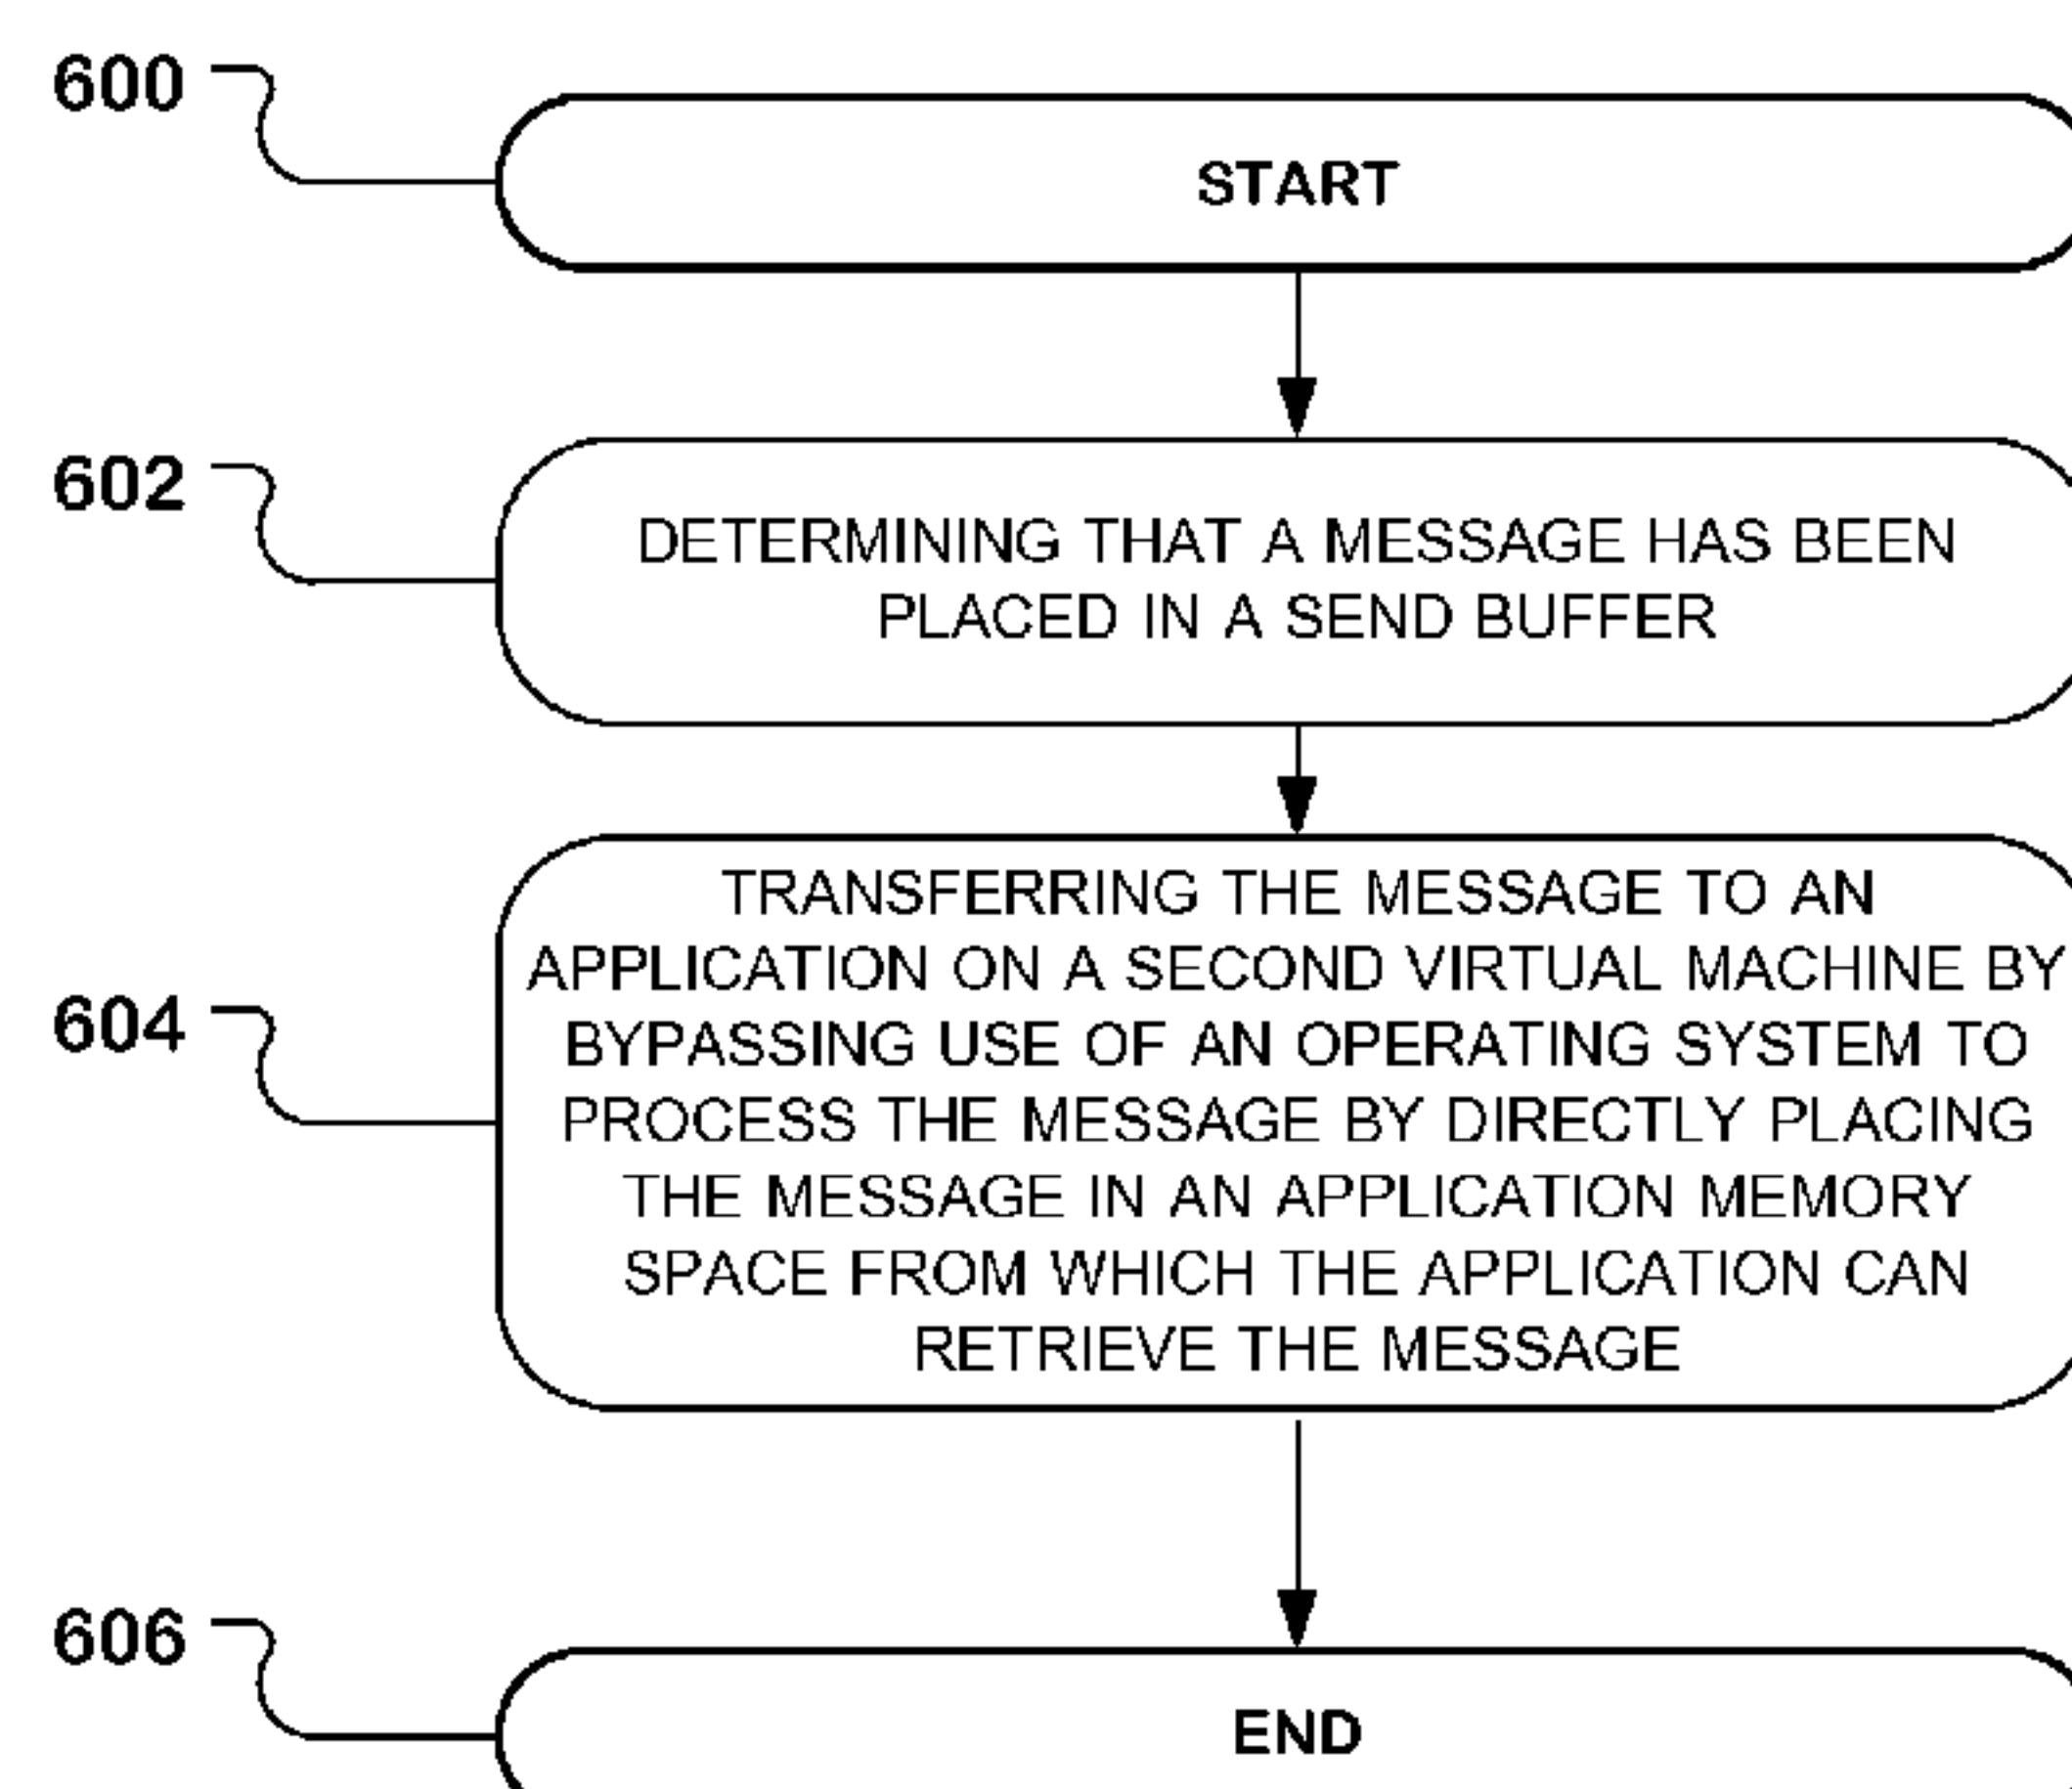 600
START
602
DETERMINING THAT A MESSAGE HAS BEEN
PLACED IN A SEND BUFFER
604
TRANSFERRING THE MESSAGE TO AN
APPLICATION ON A SECOND VIRTUAL MACHINE BY
BYPASSING USE OF AN OPERATING SYSTEM TO
PROCESS THE MESSAGE BY DIRECTLY PLACING
THE MESSAGE IN AN APPLICATION MEMORY
SPACE FROM WHICH THE APPLICATION CAN
RETRIEVE THE MESSAGE
606
END